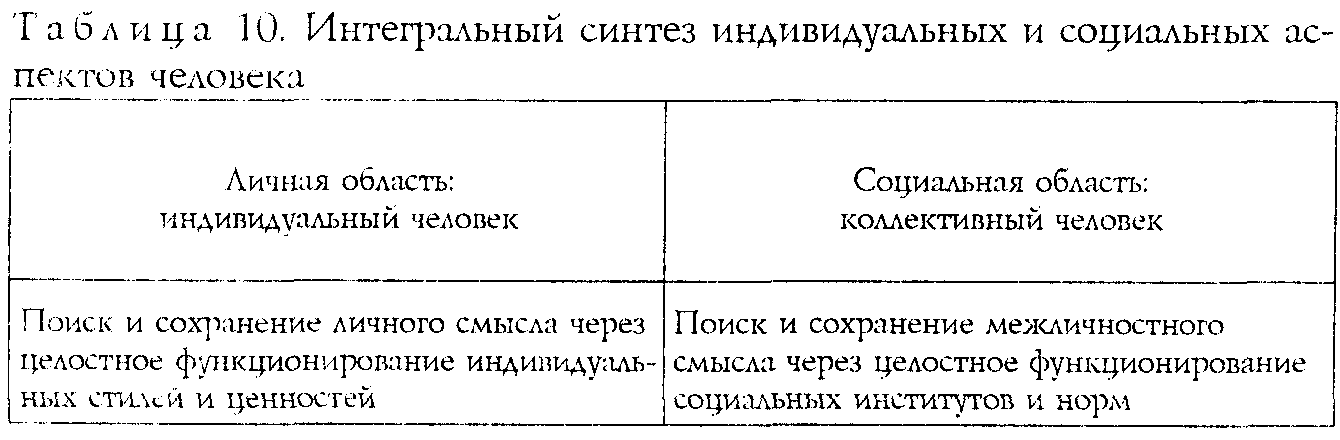 Таблица 10. Интегральный синтез индивидуальных и социальных ас-
пектов человека
Личная область:
индивидуальный человек
Социальная область:
коллективный человек
Поиск и сохранение личного смысла через
целостное функционирование индивидуаль-
ных стилей и ценностей
Поиск и сохранение межличностного
смысла через целостное функционирование
социальных институтов и норм